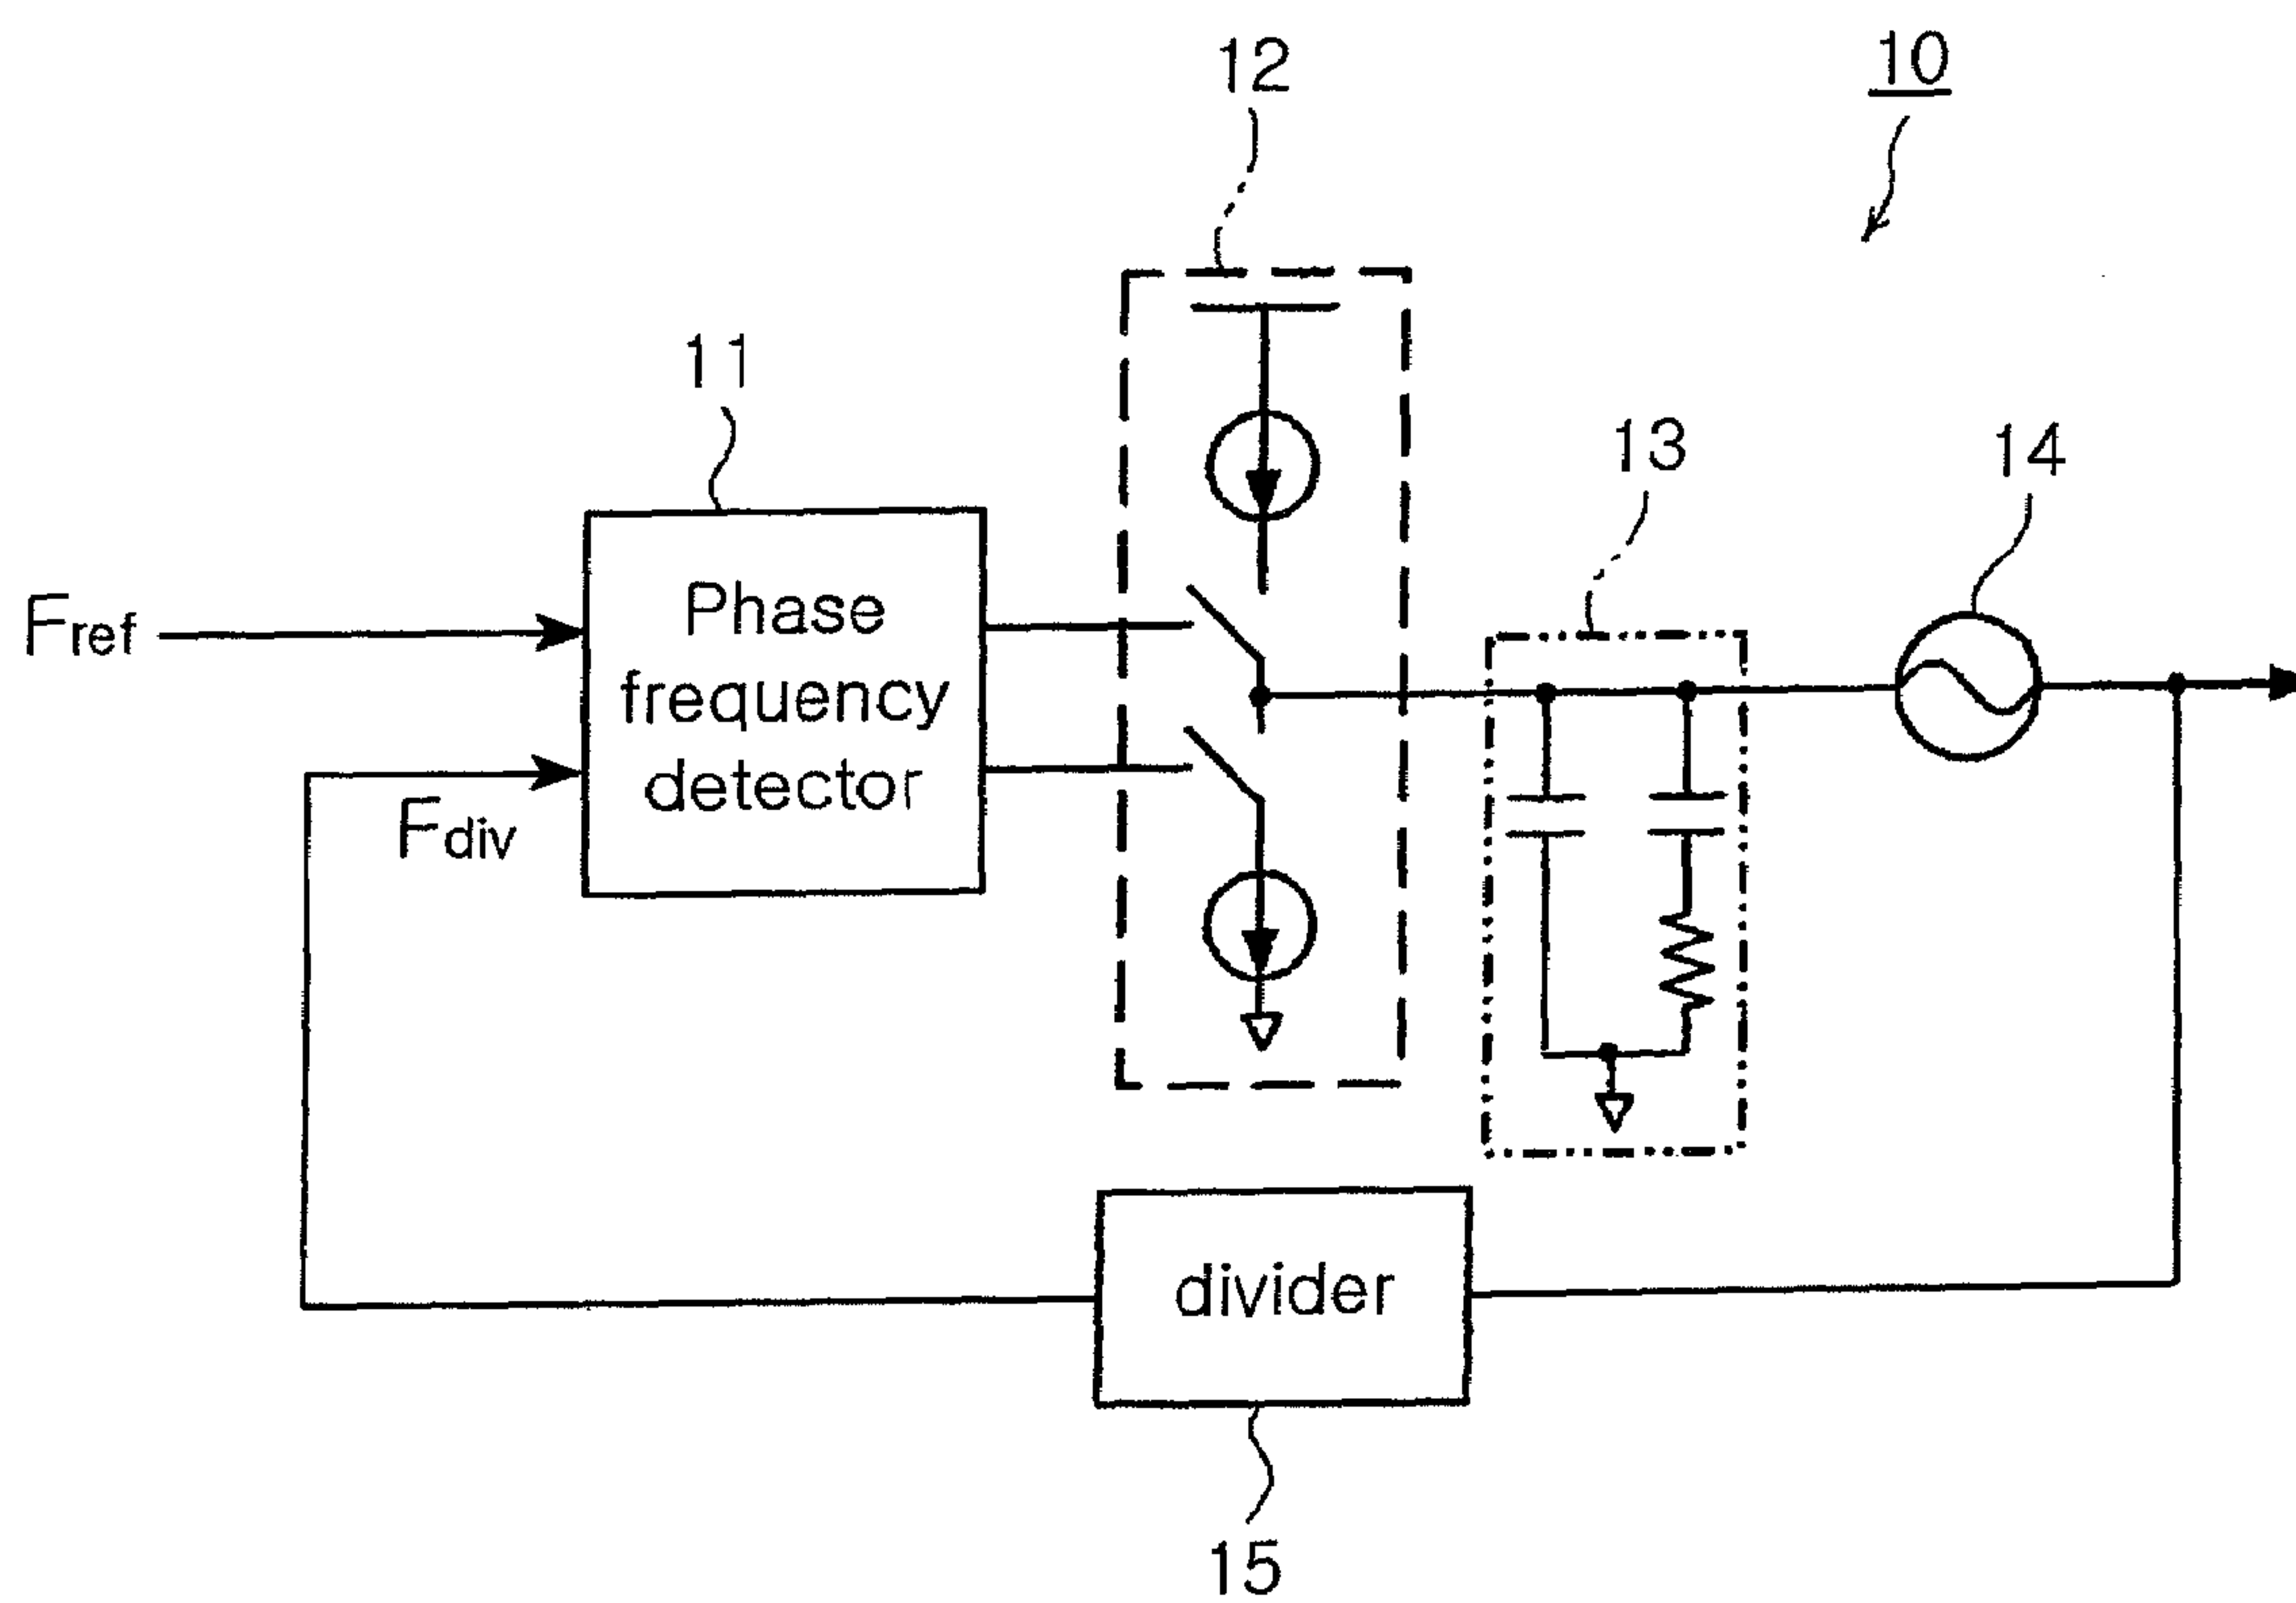 12
10
11
13
14
Fref
Phase
frequency
detector
Fdiv
divider
15